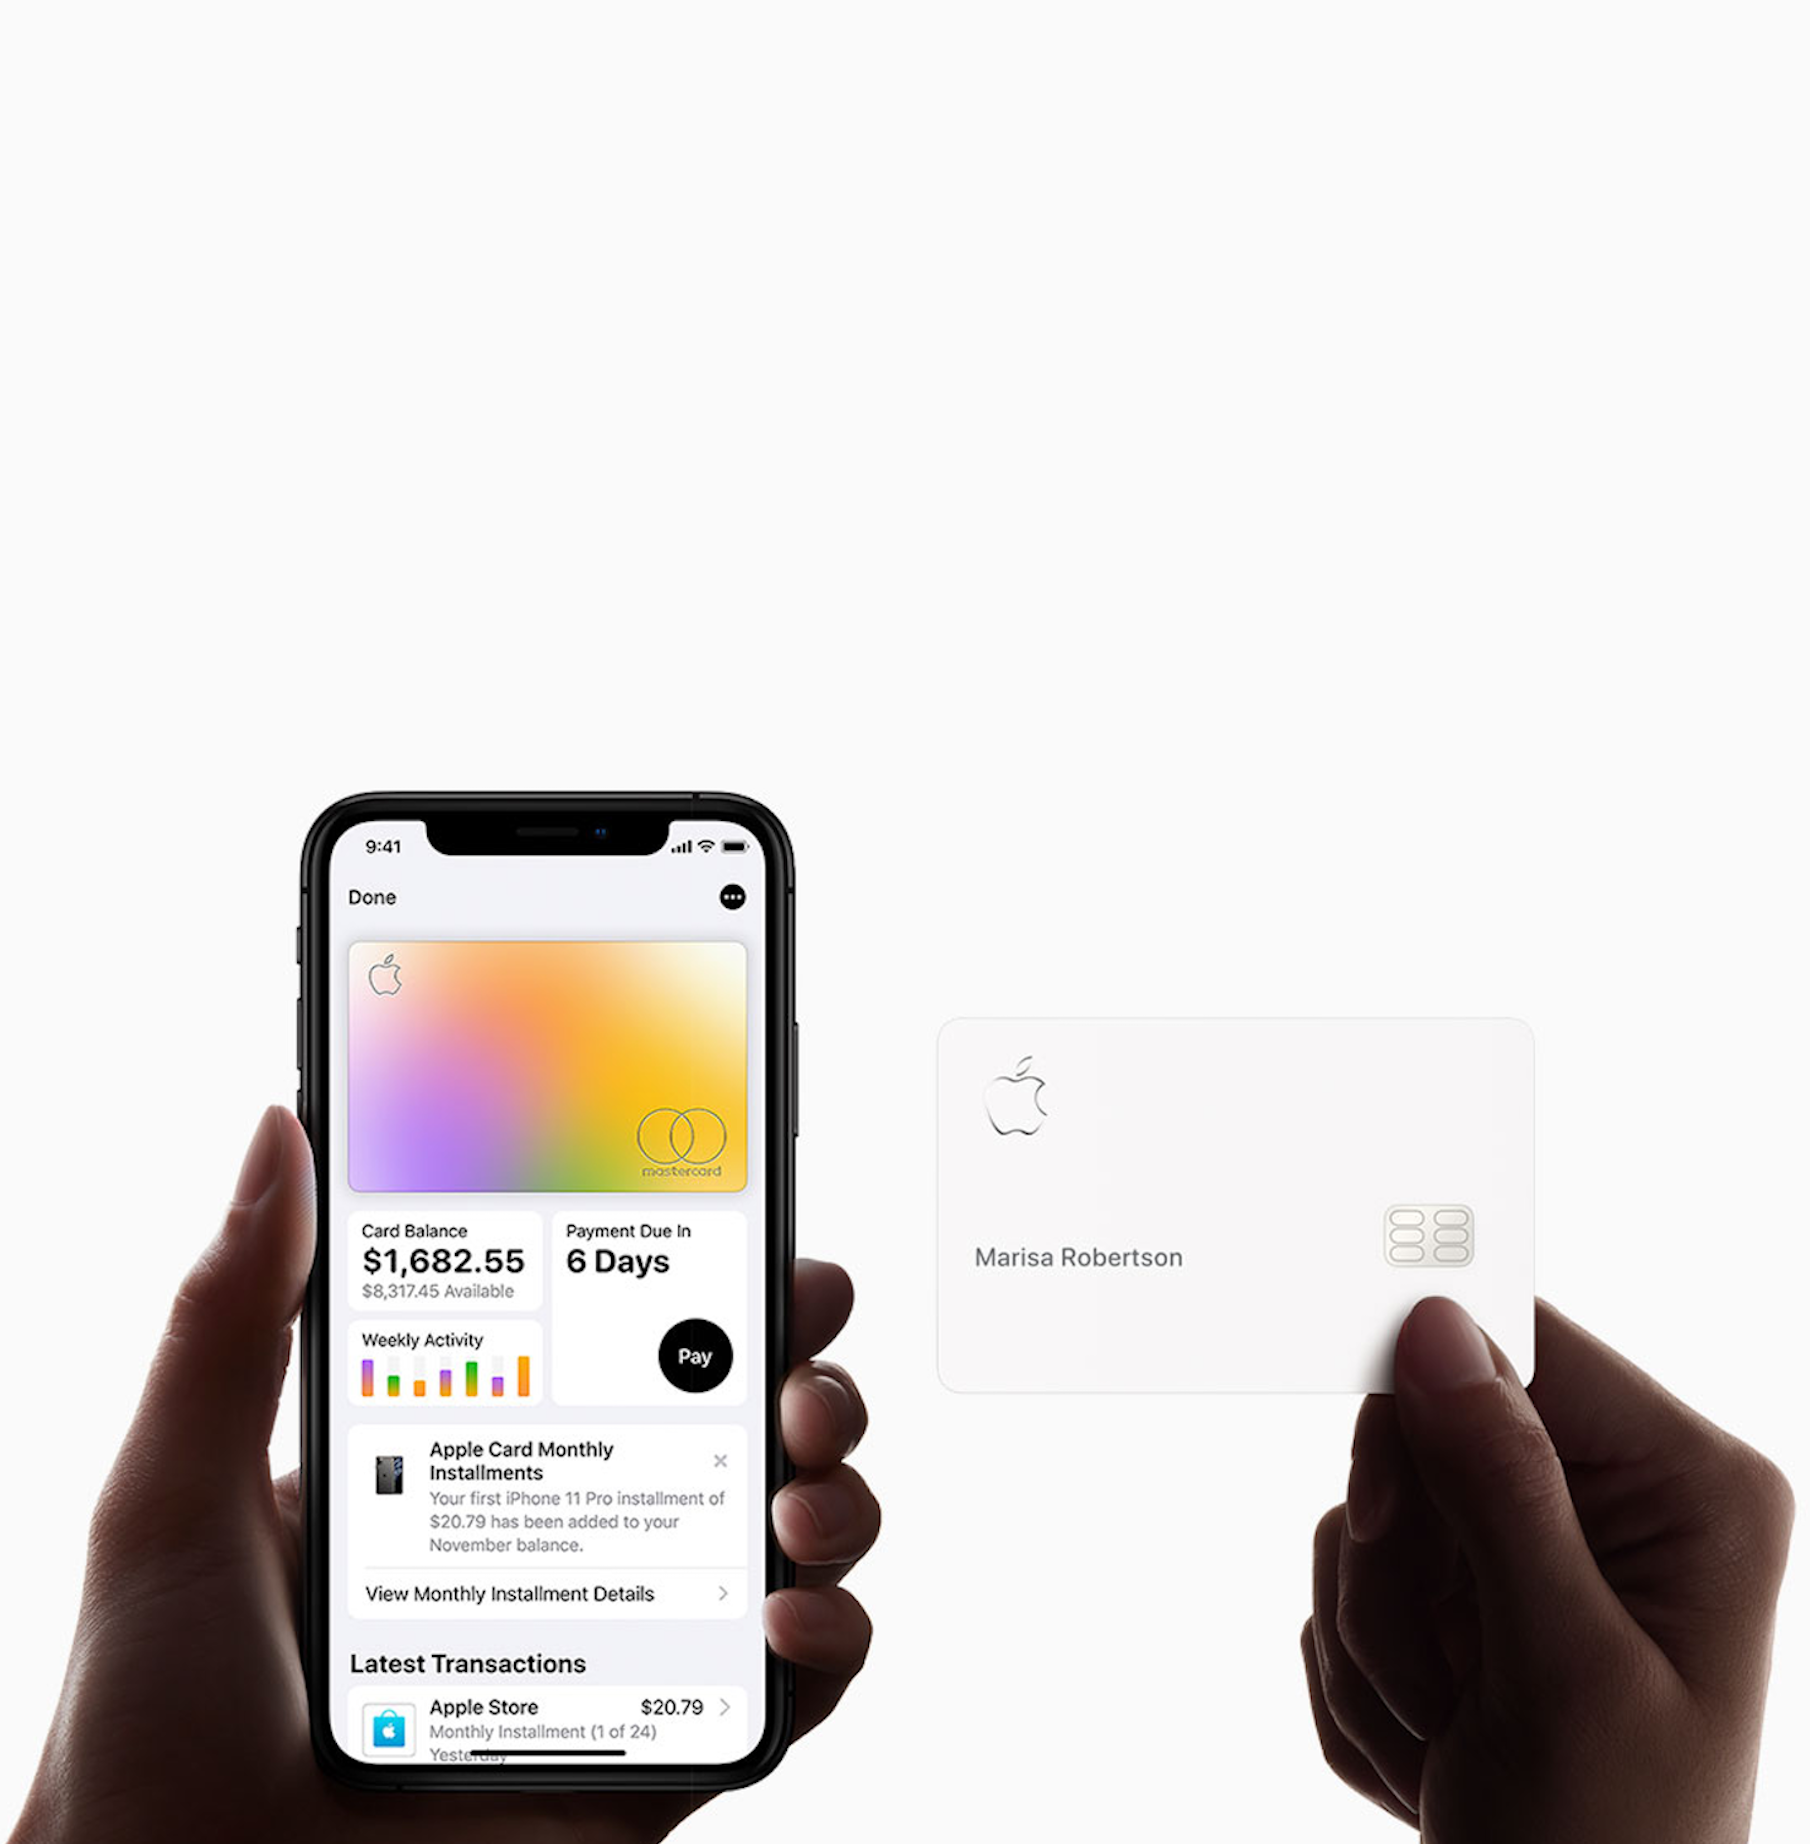 9:41
Done
mastercard
Card Balance
$1,682.55
$8,317.45 Available
Payment Due In
6 Days
Weekly Activity
Pay
Apple Card Monthly
Installments
Your first iPhone 11 Pro installment of
$20.79 has been added to your
November balance.
View Monthly Installment Details
Latest Transactions
Apple Store $20.79
Monthly Installment (1 of 24)
Yesterday
Marisa Robertson